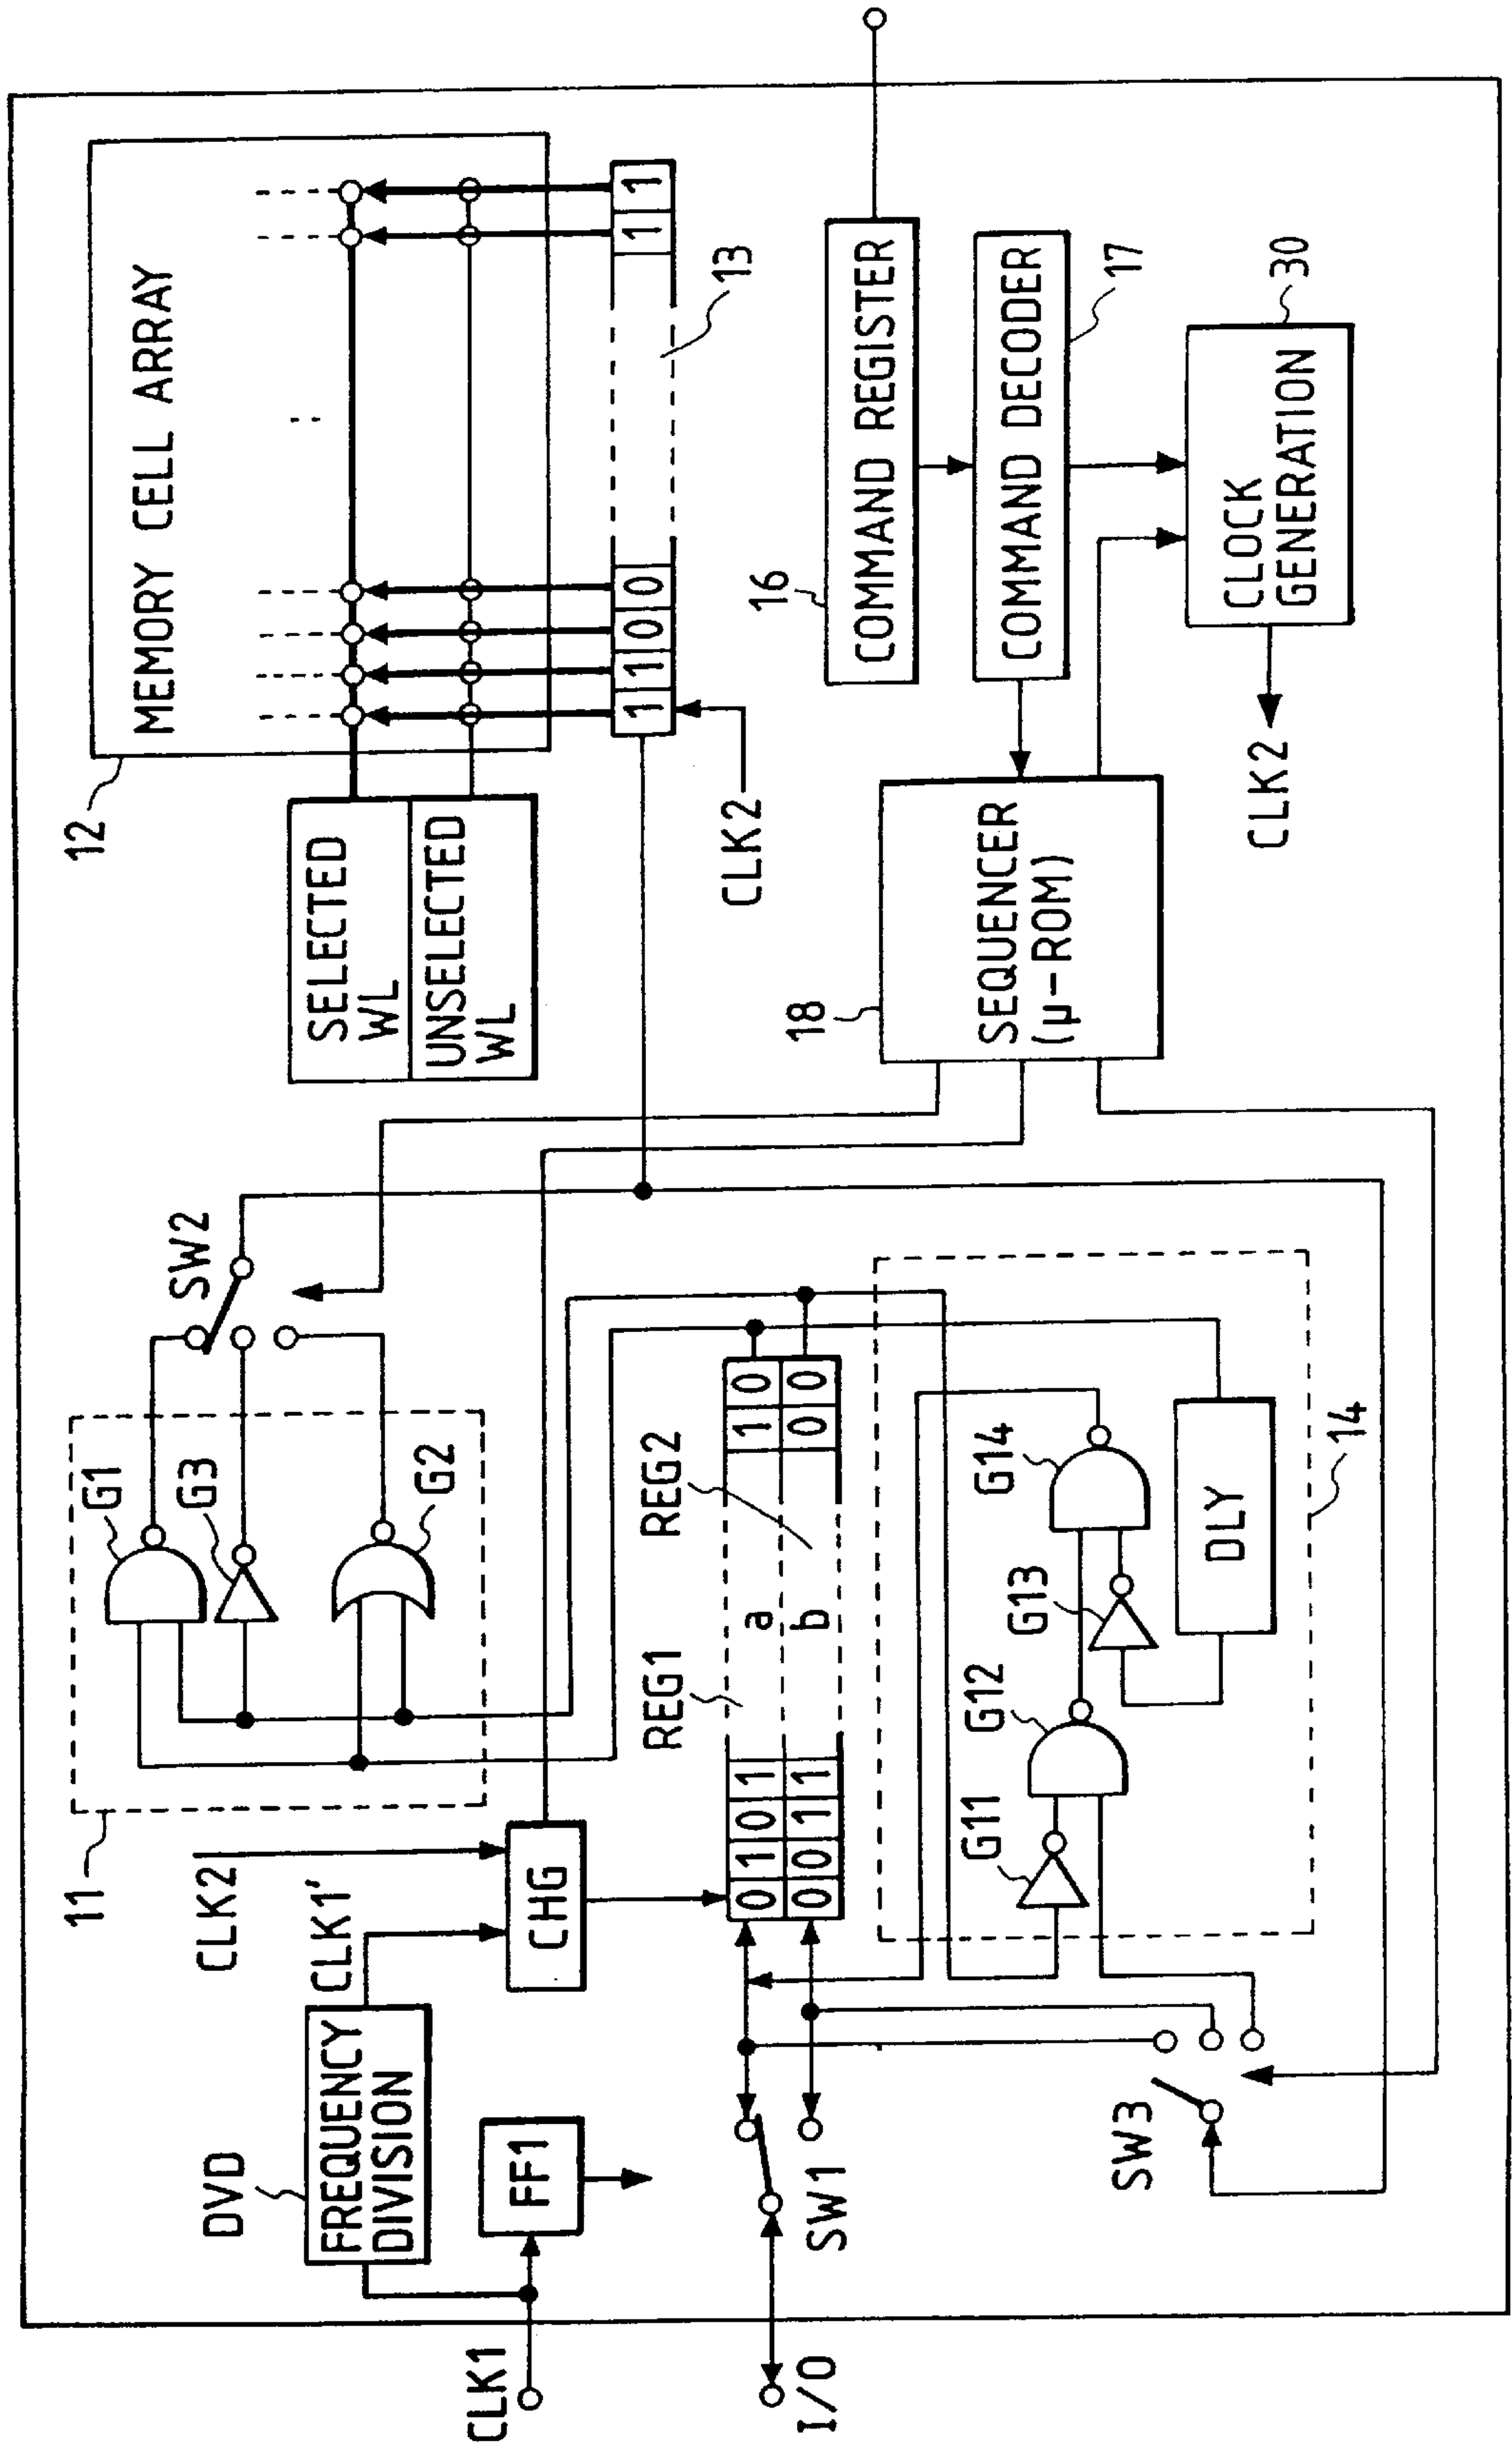 CLK1
I/O
DVD
FREQUENCY
DIVISION
FF1
SW1
CLK2
CLK1'
CHG
11
G1
G3
G2
SW2
REG1
REG2
a
b
0 1 0 1
0 0 1 1
1 0
0 0
SW3
G11
G12
G13
G14
DLY
14
12
MEMORY CELL ARRAY
SELECTED
WL
UNSELECTED
WL
1 1 0 0
1 1
13
CLK2
16
COMMAND REGISTER
COMMAND DECODER
17
18
SEQUENCER
(μ-ROM)
CLOCK
GENERATION
30
CLK2